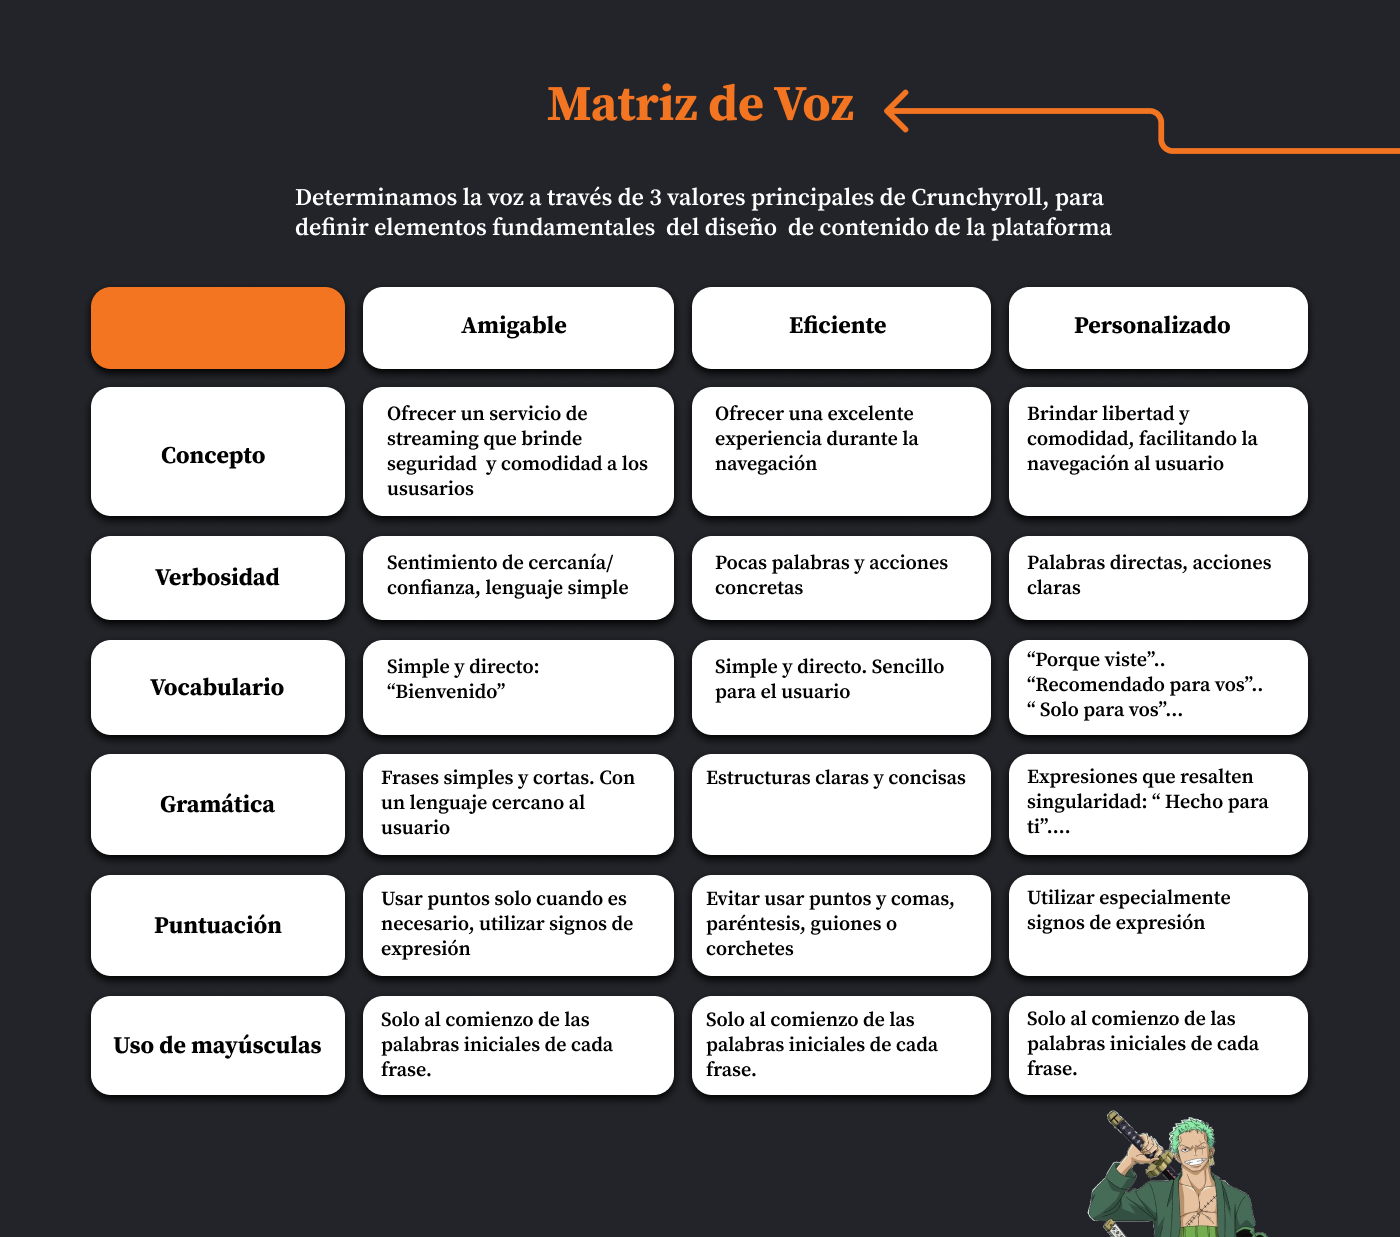 Matriz de Voz
Determinamos la voz a través de 3 valores principales de Crunchyroll, para
definir elementos fundamentales  del diseño  de contenido de la plataforma
Amigable
Eficiente
Personalizado
Concepto
Ofrecer un servicio de
streaming que brinde
seguridad  y comodidad a los
ususarios
Ofrecer una excelente
experiencia durante la
navegación
Brindar libertad y
comodidad, facilitando la
navegación al usuario
Verbosidad
Sentimiento de cercanía/
confianza, lenguaje simple
Pocas palabras y acciones
concretas
Palabras directas, acciones
claras
Vocabulario
Simple y directo:
“Bienvenido”
Simple y directo. Sencillo
para el usuario
“Porque viste”..
“Recomendado para vos”..
“ Solo para vos”...
Gramática
Frases simples y cortas. Con
un lenguaje cercano al
usuario
Estructuras claras y concisas
Expresiones que resalten
singularidad: “ Hecho para
ti”....
Puntuación
Usar puntos solo cuando es
necesario, utilizar signos de
expresión
Evitar usar puntos y comas,
paréntesis, guiones o
corchetes
Utilizar especialmente
signos de expresión
Uso de mayúsculas
Solo al comienzo de las
palabras iniciales de cada
frase.
Solo al comienzo de las
palabras iniciales de cada
frase.
Solo al comienzo de las
palabras iniciales de cada
frase.